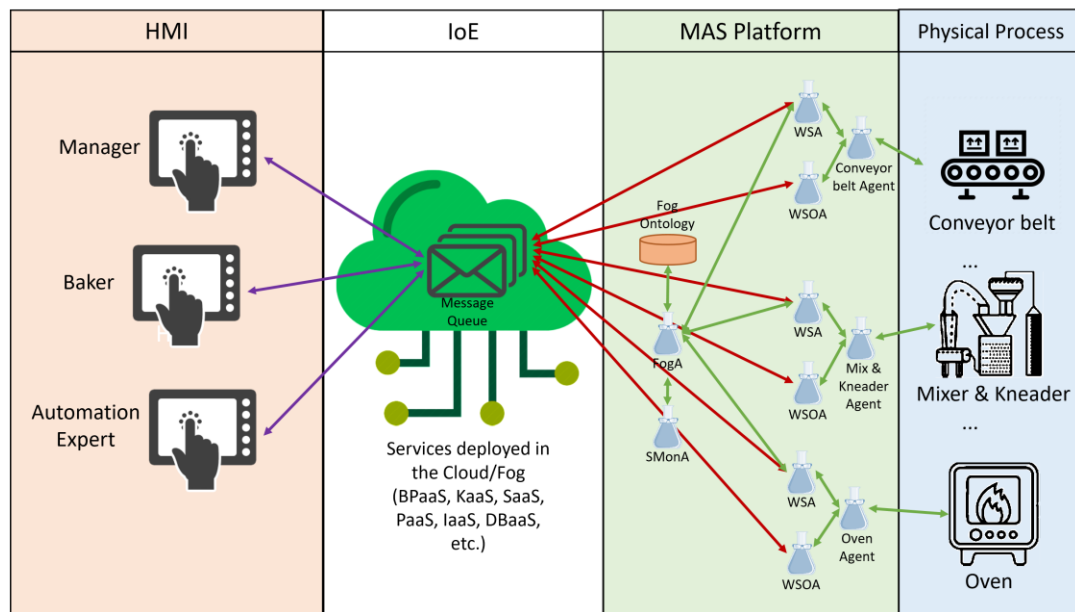 HMI
IoE
MAS Platform
Physical Process
Manager
Baker
Automation
Expert
Message
Queue
Services deployed in
the Cloud/Fog
(BPaaS, KaaS, SaaS,
PaaS, IaaS, DBaaS,
etc.)
Fog
Ontology
FogA
SMonA
WSA
WSOA
Conveyor
belt Agent
WSA
WSOA
Mix &
Kneader
Agent
WSA
WSOA
Oven
Agent
Conveyor belt
...
Mixer & Kneader
...
Oven